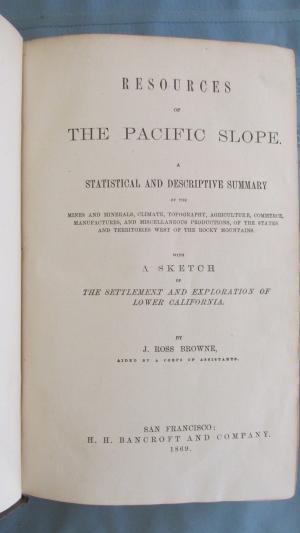 RESOURCES
OF
THE PACIFIC SLOPE.
A
STATISTICAL AND DESCRIPTIVE SUMMARY
OF THE
MINES AND MINERALS, CLIMATE, TOPOGRAPHY, AGRICULTURE, COMMERCE,
MANUFACTURES, AND MISCELLANEOUS PRODUCTIONS, OF THE STATES
AND TERRITORIES WEST OF THE ROCKY MOUNTAINS.
WITH
A SKETCH
OF
THE SETTLEMENT AND EXPLORATION OF
LOWER CALIFORNIA.
BY
J. ROSS BROWNE,
AIDED BY A CORPS OF ASSISTANTS.
SAN FRANCISCO:
H. H. BANCROFT AND COMPANY.
1869.